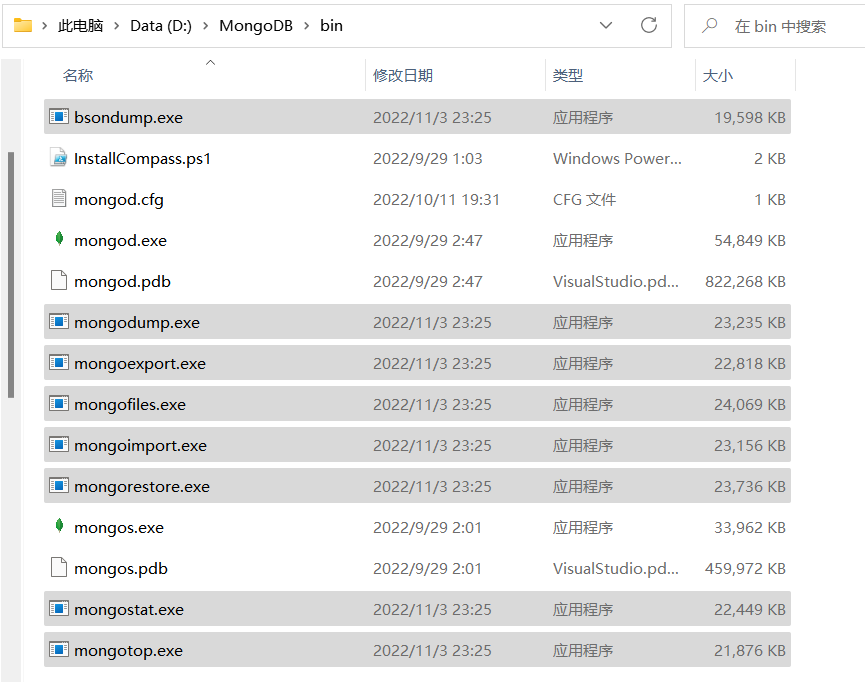 此电脑 Data (D:) MongoDB bin 在 bin 中搜索
名称 修改日期 类型 大小
bsondump.exe 2022/11/3 23:25 应用程序 19,598 KB
InstallCompass.ps1 2022/9/29 1:03 Windows Power... 2 KB
mongod.cfg 2022/10/11 19:31 CFG 文件 1 KB
mongod.exe 2022/9/29 2:47 应用程序 54,849 KB
mongod.pdb 2022/9/29 2:47 VisualStudio.pd... 822,268 KB
mongodump.exe 2022/11/3 23:25 应用程序 23,235 KB
mongoexport.exe 2022/11/3 23:25 应用程序 22,818 KB
mongofiles.exe 2022/11/3 23:25 应用程序 24,069 KB
mongoimport.exe 2022/11/3 23:25 应用程序 23,156 KB
mongorestore.exe 2022/11/3 23:25 应用程序 23,736 KB
mongos.exe 2022/9/29 2:01 应用程序 33,962 KB
mongos.pdb 2022/9/29 2:01 VisualStudio.pd... 459,972 KB
mongostat.exe 2022/11/3 23:25 应用程序 22,449 KB
mongotop.exe 2022/11/3 23:25 应用程序 21,876 KB